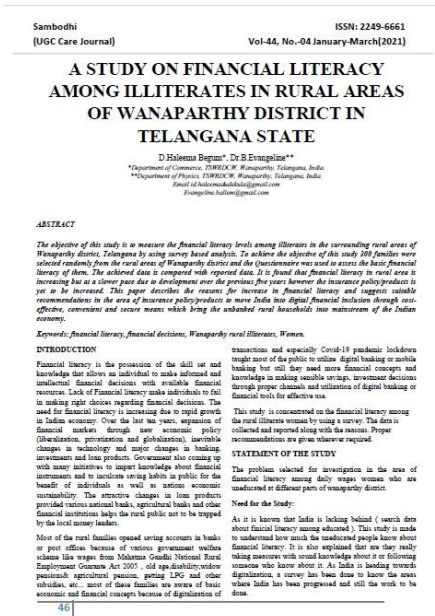 Sambodhi
ISSN: 2249-6661
(UGC Care Journal)
Vol-44, No.-04 January-March(2021)
A STUDY ON FINANCIAL LITERACY
AMONG ILLITERATES IN RURAL AREAS
OF WANAPARTHY DISTRICT IN
TELANGANA STATE
D.Haleema Begum*, Dr.B.Evangeline**
*Department of Commerce, TSWRDCW, Wanaparthy, Telangana, India.
**Department of Physics, TSWRDCW, Wanaparthy, Telangana, India
Email id:haleemadudekula@gmail.com
Evangeline.ballem@gmail.com
ABSTRACT
The objective of this study is to measure the financial literacy levels among illiterates in the surrounding rural areas of
Wanaparthy district, Telangana by using survey based analysis. To achieve the objective of this study 300 families were
selected randomly from the rural areas of Wanaparthy district and the Questionnaire was used to assess the basic financial
literacy of them. The achieved data is compared with reported data. It is found that financial literacy in rural area is
increasing but at a slower pace due to development over the previous five years however the insurance policy/products is
yet to be increased. This paper describes the reasons for increase in financial literacy and suggests suitable
recommendations in the area of insurance policy/products to move India into digital financial inclusion through cost-
effective, convenient and secure means which bring the unbanked rural households into mainstream of the Indian
economy.
Keywords: financial literacy, financial decisions, Wanaparthy rural illiterates, Women.
INTRODUCTION
Financial literacy is the possession of the skill set and
knowledge that allows an individual to make informed and
intellectual financial decisions with available financial
resources. Lack of Financial literacy make individuals to fail
in making right choices regarding financial decisions. The
need for financial literacy is increasing due to rapid growth
in Indian economy. Over the last ten years, expansion of
financial markets through new economic policy
(liberalization, privatization and globalization), inevitable
changes in technology and major changes in banking,
investments and loan products. Government also coming up
with many initiatives to impart knowledge about financial
instruments and to inculcate saving habits in public for the
benefit of individuals as well as nations economic
sustainability. The attractive changes in loan products
provided various national banks, agricultural banks and other
financial institutions helps the rural public not to be trapped
by the local money lenders.
Most of the rural families opened saving accounts in banks
or post offices because of various government welfare
scheme like wages from Mahatma Gandhi National Rural
Employment Guarante Act 2005 , old age,disability,widow
pensions& agricultural pension, getting LPG and other
subsidies, etc... most of these families are aware of basic
economic and financial concepts because of digitalization of
transactions and especially Covid-19 pandemic lockdown
taught most of the public to utilize digital banking or mobile
banking but still they need more financial concepts and
knowledge in making sensible savings, investment decisions
through proper channels and utilization of digital banking or
financial tools for effective use.
This study is concentrated on the financial literacy among
the rural illiterate women by using a survey. The data is
collected and reported along with the reasons. Proper
recommendations are given wherever required.
STATEMENT OF THE STUDY
The problem selected for investigation in the area of
financial literacy among daily wages women who are
uneducated at different parts of wanaparthy district.
Need for the Study:
As it is known that India is lacking behind ( search data
about finicial literacy among educated ). This study is made
to understand how much the uneducated people know about
financial literacy. It is also explained that are they really
taking measures with sound knowledge about it or following
someone who know about it. As India is heading towards
digitalization, a survey has been done to know the areas
where India has been progressed and still the work to be
done.
46